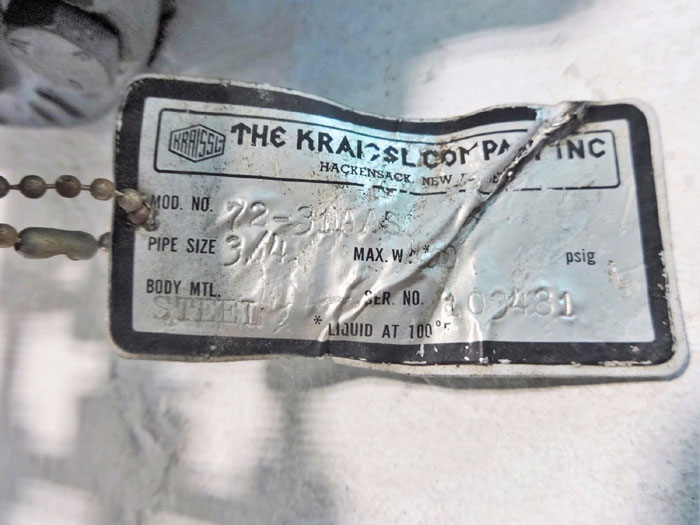 KRAISSL THE KRAISSL COMPANY INC
HACKENSACK, NEW
MOD. NO.
PIPE SIZE 3/4 MAX. W psig
BODY MTL. STEEL SER. NO. 109481
* LIQUID AT 100°F